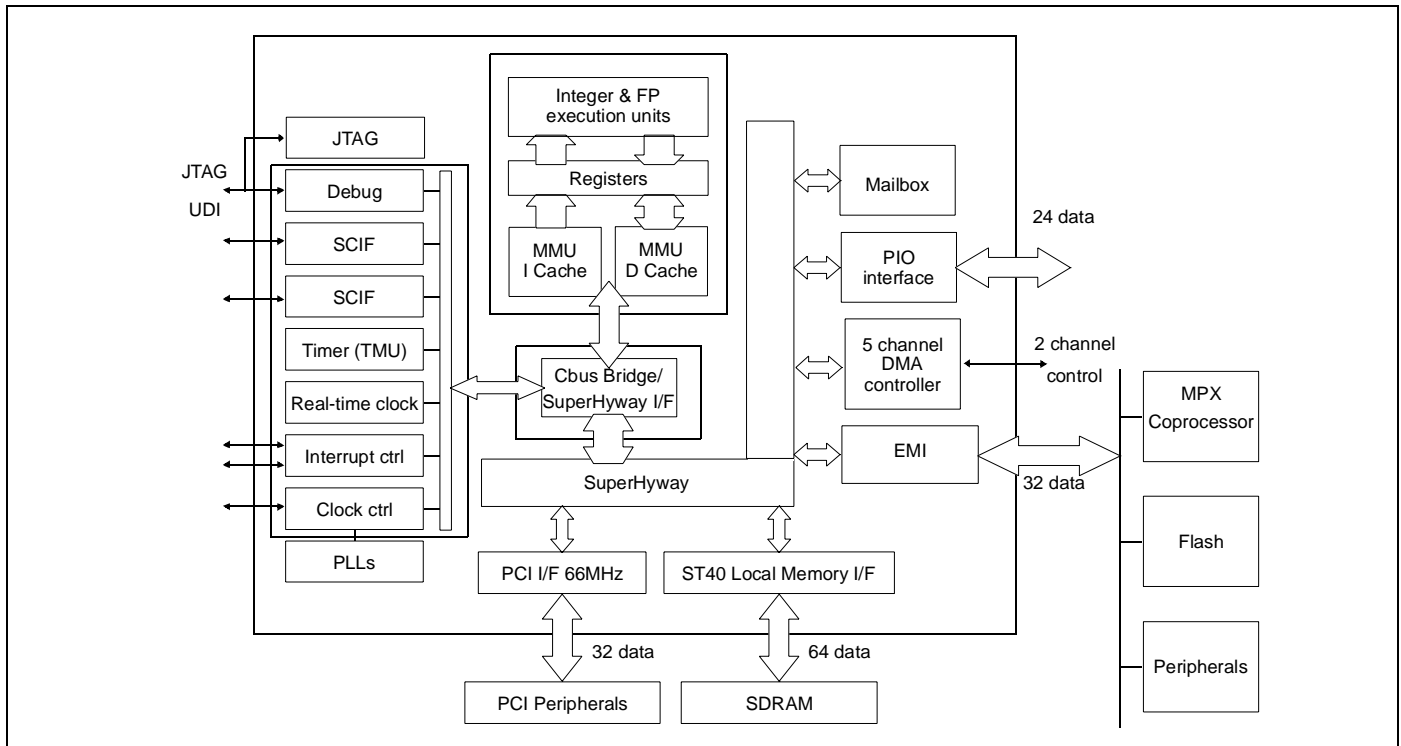 Integer & FP
execution units
Registers
MMU
I Cache
MMU
D Cache
JTAG
JTAG
UDI
Debug
SCIF
SCIF
Timer (TMU)
Real-time clock
Interrupt ctrl
Clock ctrl
PLLs
Cbus Bridge/
SuperHyway I/F
SuperHyway
Mailbox
PIO
interface
24 data
5 channel
DMA
controller
2 channel
control
EMI
32 data
MPX
Coprocessor
Flash
Peripherals
PCI I/F 66MHz
ST40 Local Memory I/F
32 data
64 data
PCI Peripherals
SDRAM